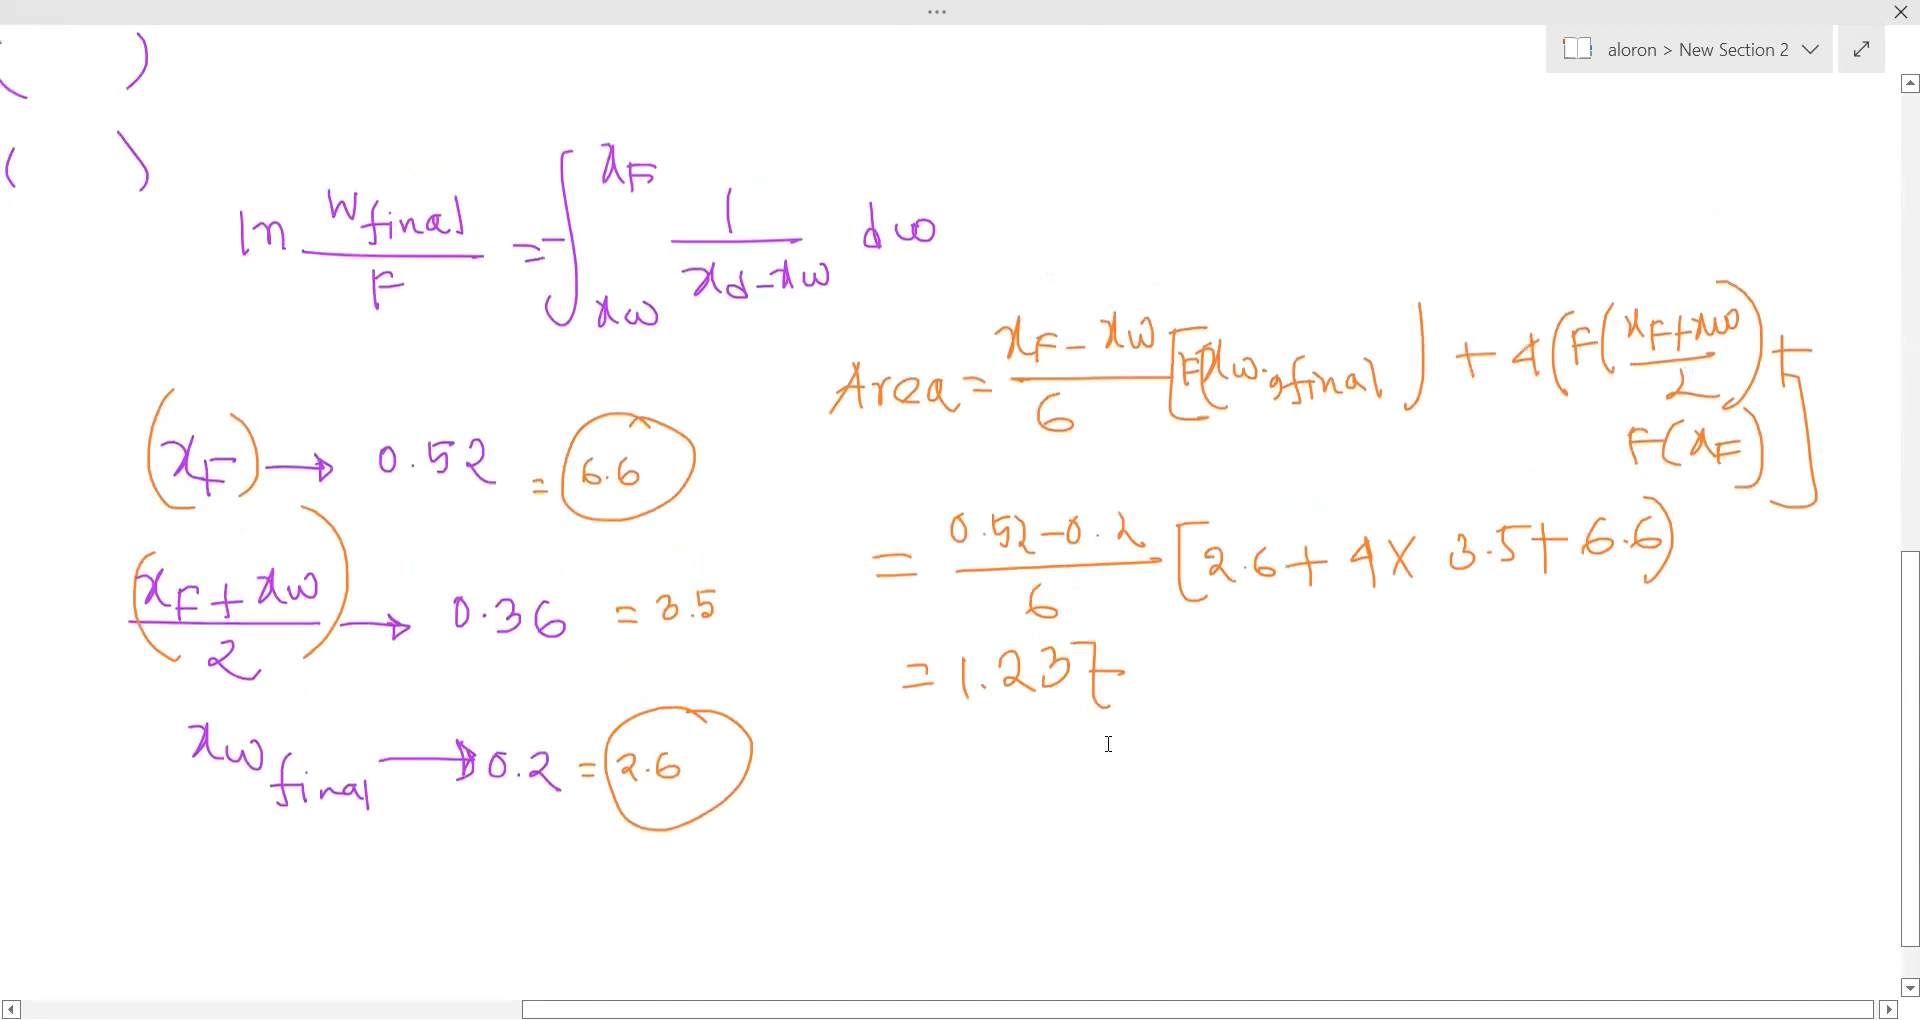 aloron > New Section 2
( )
( )
ln W final / F = - ∫ xF xw 1 / xd - xw dw
Area = xF - xw / 6 [F(xw, final) + 4(F(xF + xw / 2) +
F(xF)]
(xF) → 0.52 = 6.6
= 0.52 - 0.2 / 6 [2.6 + 4 × 3.5 + 6.6)
(xF + xw / 2) → 0.36 = 3.5
= 1.237
xw final → 0.2 = 2.6